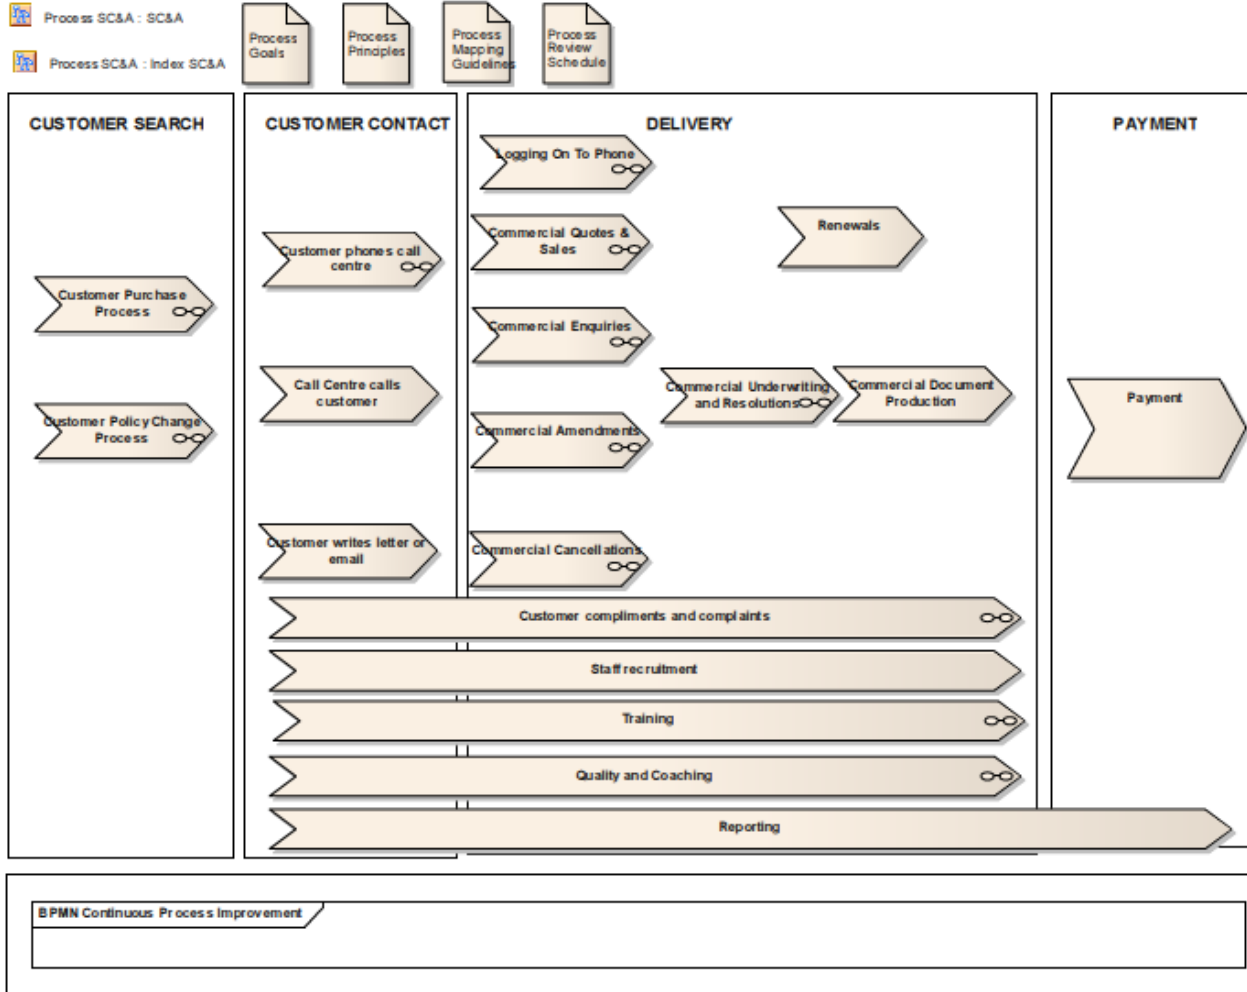 Process SC&A : SC&A
Process SC&A : Index SC&A
Process
Goals
Process
Principles
Process
Mapping
Guidelines
Process
Review
Schedule
CUSTOMER SEARCH
Customer Purchase
Process
Customer Policy Change
Process
CUSTOMER CONTACT
Customer phones call
centre
Call Centre calls
customer
Customer writes letter or
email
DELIVERY
Logging On To Phone
Commercial Quotes &
Sales
Commercial Enquiries
Commercial Amendments
Commercial Cancellations
Renewals
Commercial Underwriting
and Resolutions
Commercial Document
Production
PAYMENT
Payment
Customer compliments and complaints
Staff recruitment
Training
Quality and Coaching
Reporting
BPMN Continuous Process Improvement